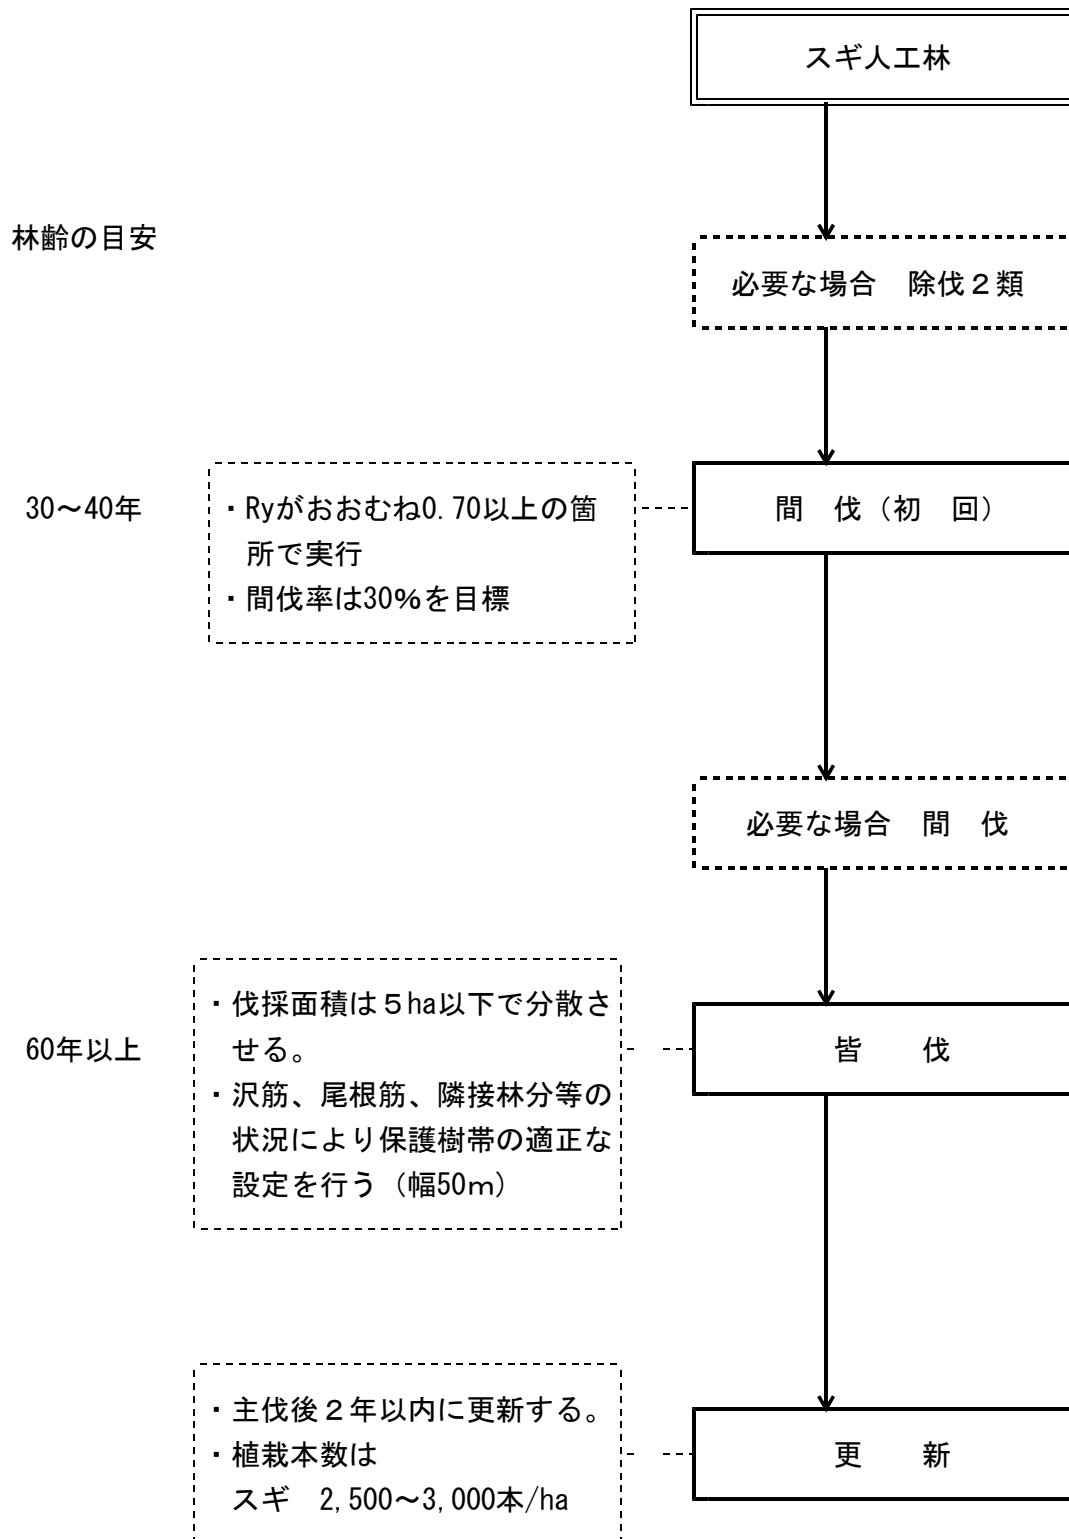 スギ人工林
林齢の目安
必要な場合　除伐２類
30～40年
・Ryがおおむね0.70以上の箇
所で実行
・間伐率は30％を目標
間　伐（初　回）
必要な場合　間　伐
60年以上
・伐採面積は５ha以下で分散さ
せる。
・沢筋、尾根筋、隣接林分等の
状況により保護樹帯の適正な
設定を行う（幅50ｍ）
皆　　伐
・主伐後２年以内に更新する。
・植栽本数は
スギ　2,500～3,000本/ha
更　　新